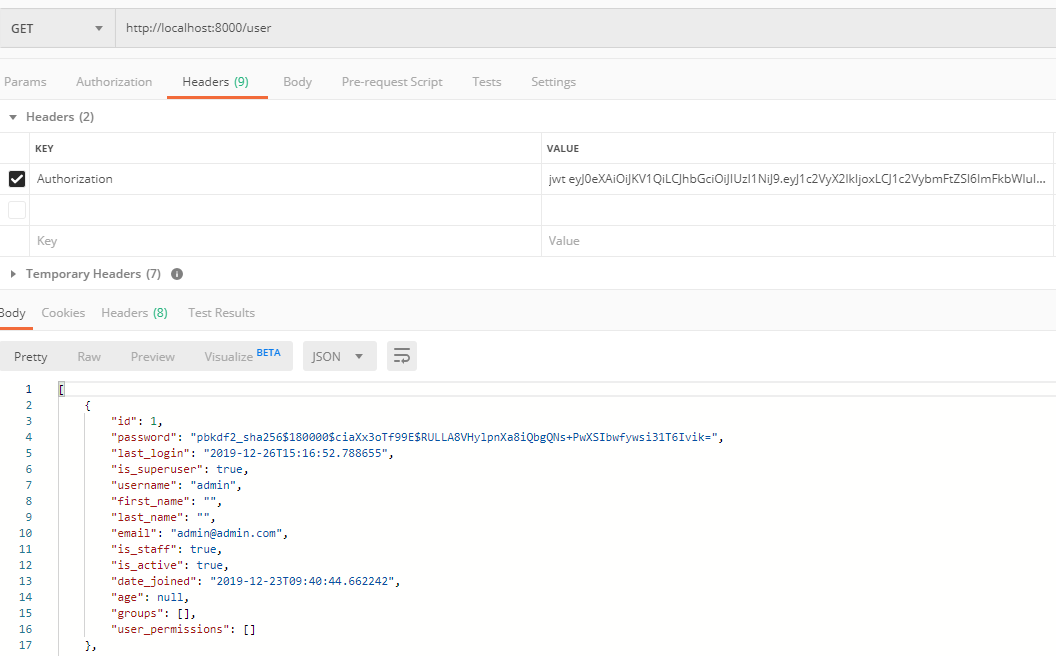 GET http://localhost:8000/user
Params Authorization Headers (9) Body Pre-request Script Tests Settings
Headers (2)
KEY VALUE
Authorization jwt eyJ0eXAiOiJKV1QiLCJhbGciOiJIUzI1NiJ9.eyJ1c2VyX2lkIjoxLCJ1c2VybmFtZSI6ImFkbWluI...
Key Value
Temporary Headers (7) i
Body Cookies Headers (8) Test Results
Pretty Raw Preview Visualize BETA JSON
1 [
2 {
3 "id": 1,
4 "password": "pbkdf2_sha256$180000$ciaXx3oTf99E$RULLA8VHylpnXa8iQbgQNs+PwXSIbwfywsi31T6Ivik=",
5 "last_login": "2019-12-26T15:16:52.788655",
6 "is_superuser": true,
7 "username": "admin",
8 "first_name": "",
9 "last_name": "",
10 "email": "admin@admin.com",
11 "is_staff": true,
12 "is_active": true,
13 "date_joined": "2019-12-23T09:40:44.662242",
14 "age": null,
15 "groups": [],
16 "user_permissions": []
17 },